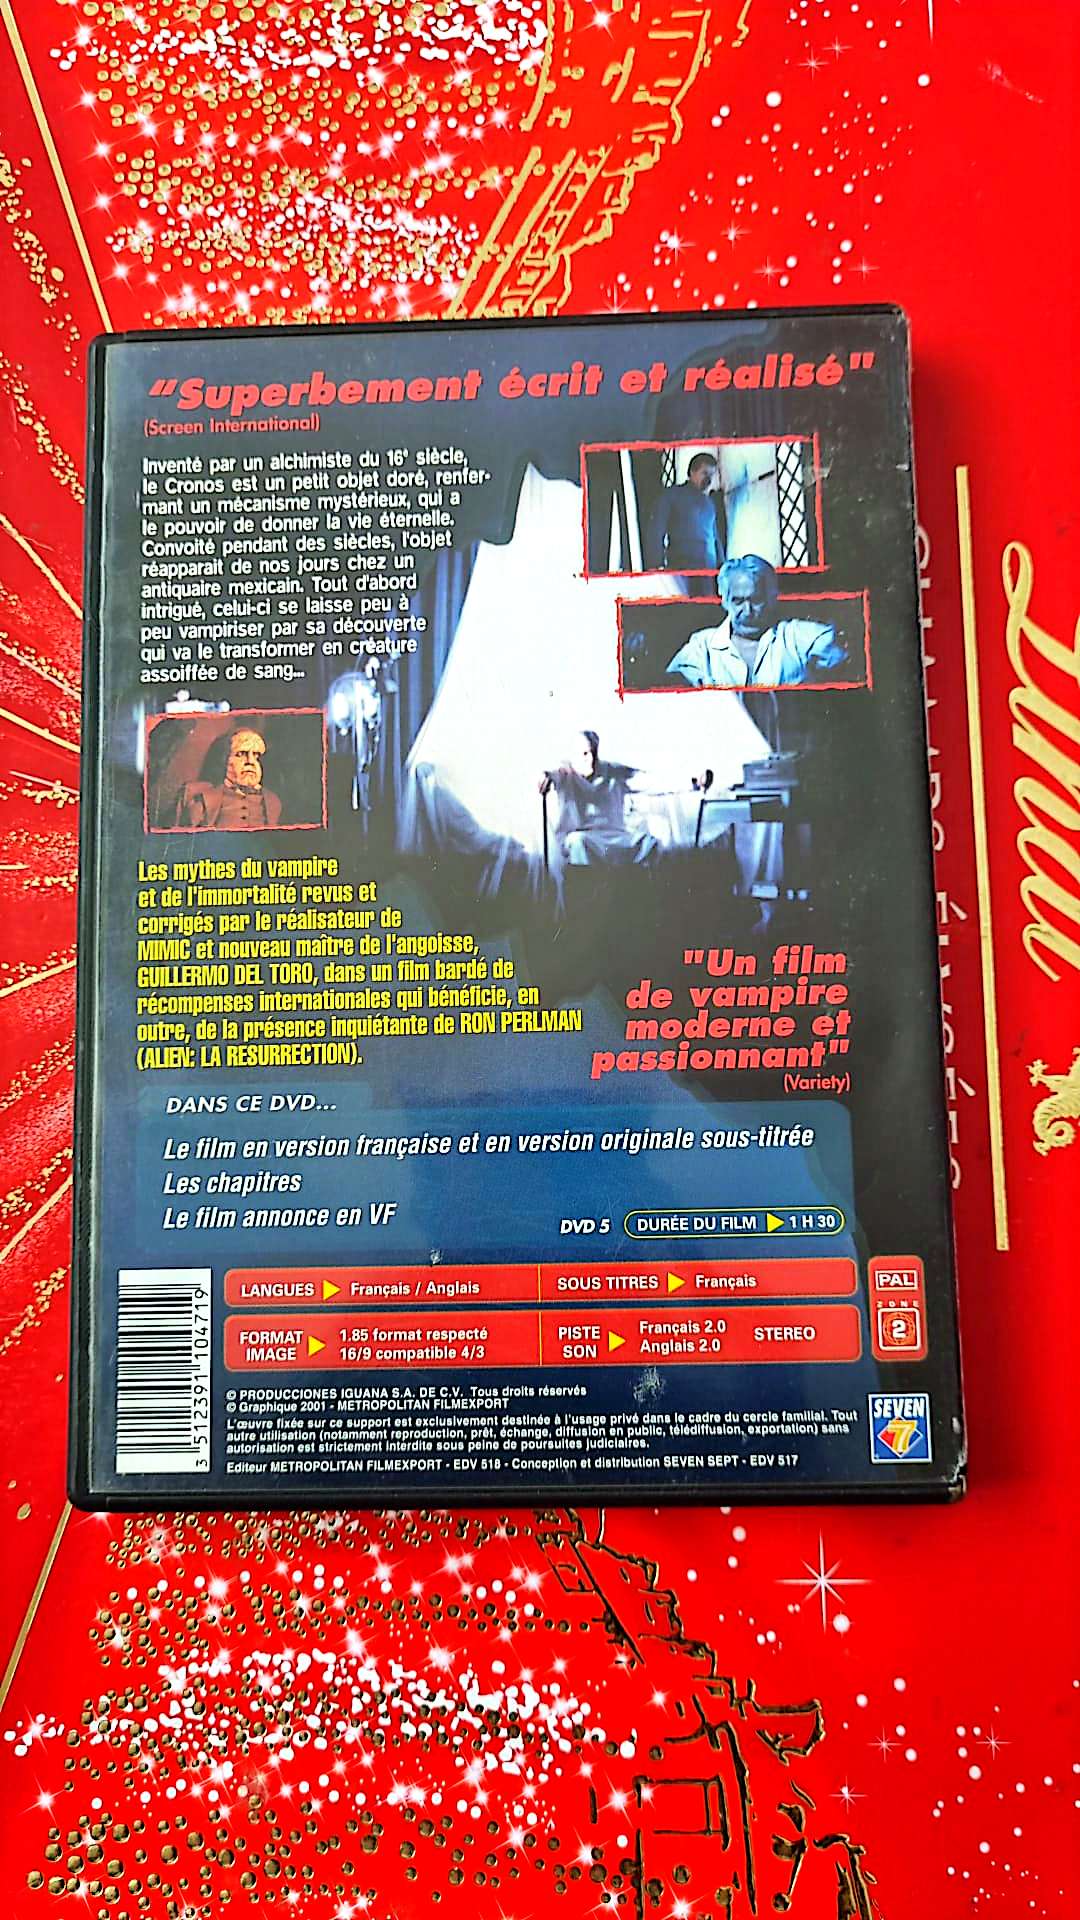 "Superbement écrit et réalisé"
(Screen International)
Inventé par un alchimiste du 16e siècle,
le Cronos est un petit objet doré, renfer-
mant un mécanisme mystérieux, qui a
le pouvoir de donner la vie éternelle.
Convoité pendant des siècles, l'objet
réapparait de nos jours chez un
antiquaire mexicain. Tout d'abord
intrigué, celui-ci se laisse peu à
peu vampiriser par sa découverte
qui va le transformer en créature
assoiffée de sang...
Les mythes du vampire
et de l'immortalité revus et
corrigés par le réalisateur de
MIMIC et nouveau maître de l'angoisse,
GUILLERMO DEL TORO, dans un film bardé de
récompenses internationales qui bénéficie, en
outre, de la présence inquiétante de RON PERLMAN
(ALIEN: LA RESURRECTION).
"Un film
de vampire
moderne et
passionnant"
(Variety)
DANS CE DVD...
Le film en version française et en version originale sous-titrée
Les chapitres
Le film annonce en VF
DVD 5 DURÉE DU FILM 1 H 30
LANGUES Français / Anglais
SOUS TITRES Français
FORMAT IMAGE
1.85 format respecté
16/9 compatible 4/3
PISTE SON
Français 2.0
Anglais 2.0
STEREO
PAL
ZONE
2
3 512391 104719
© PRODUCCIONES IGUANA S.A. DE C.V. Tous droits réservés
© Graphique 2001 - METROPOLITAN FILMEXPORT
L'œuvre fixée sur ce support est exclusivement destinée à l'usage privé dans le cadre du cercle familial. Tout
autre utilisation (notamment reproduction, prêt, échange, diffusion en public, télédiffusion, exportation) sans
autorisation est strictement interdite sous peine de poursuites judiciaires.
Editeur METROPOLITAN FILMEXPORT - EDV 518 - Conception et distribution SEVEN SEPT - EDV 517
SEVEN
7